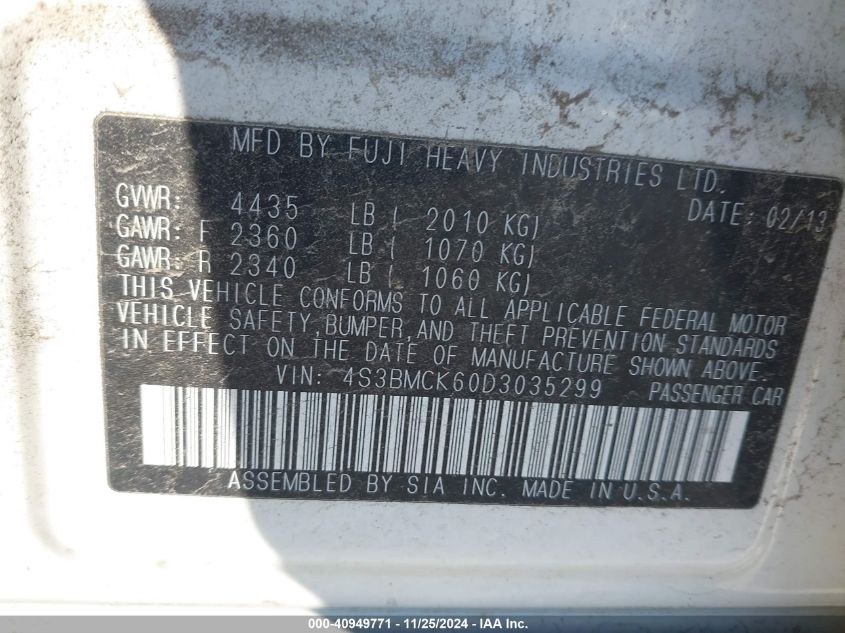 MFD BY FUJI HEAVY INDUSTRIES LTD.
GVWR: 4435 LB ( 2010 KG) DATE: 02/13
GAWR: F 2360 LB ( 1070 KG)
GAWR: R 2340 LB ( 1060 KG)
THIS VEHICLE CONFORMS TO ALL APPLICABLE FEDERAL MOTOR
VEHICLE SAFETY, BUMPER, AND THEFT PREVENTION STANDARDS
IN EFFECT ON THE DATE OF MANUFACTURE SHOWN ABOVE.
VIN: 4S3BMCK60D3035299 PASSENGER CAR
ASSEMBLED BY SIA INC. MADE IN U.S.A.
000-40949771 - 11/25/2024 - IEEE Inc.